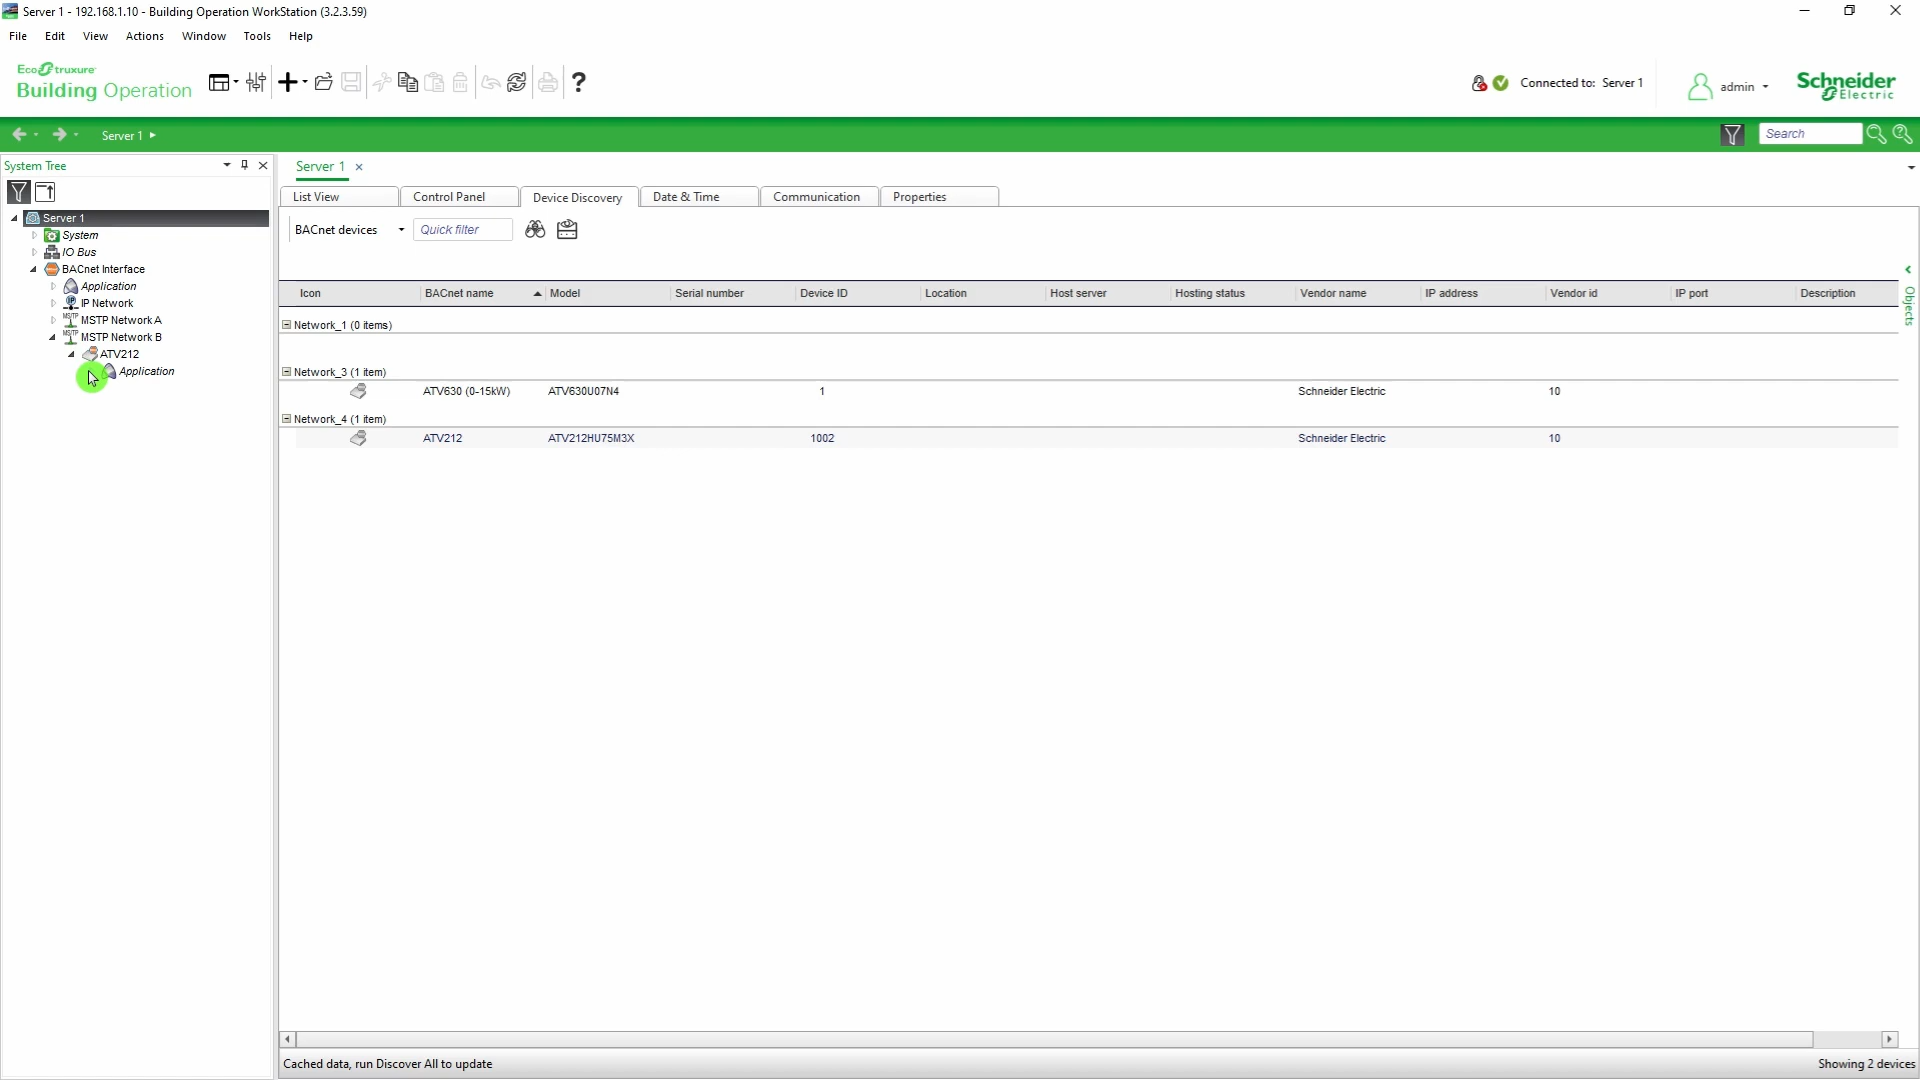 Server 1 - 192.168.1.10 - Building Operation WorkStation (3.2.3.59)
File Edit View Actions Window Tools Help
EcoStruxure
Building Operation
Connected to: Server 1
admin
Schneider
Electric
Server 1
Search
System Tree
Server 1
System
IO Bus
BACnet Interface
Application
IP Network
MSTP Network A
MSTP Network B
ATV212
Application
Server 1
List View Control Panel Device Discovery Date & Time Communication Properties
BACnet devices Quick filter
Icon BACnet name Model Serial number Device ID Location Host server Hosting status Vendor name IP address Vendor id IP port Description
Network_1 (0 items)
Network_3 (1 item)
ATV630 (0-15kW) ATV630U07N4 1 Schneider Electric 10
Network_4 (1 item)
ATV212 ATV212HU75M3X 1002 Schneider Electric 10
Objects
Cached data, run Discover All to update
Showing 2 devices